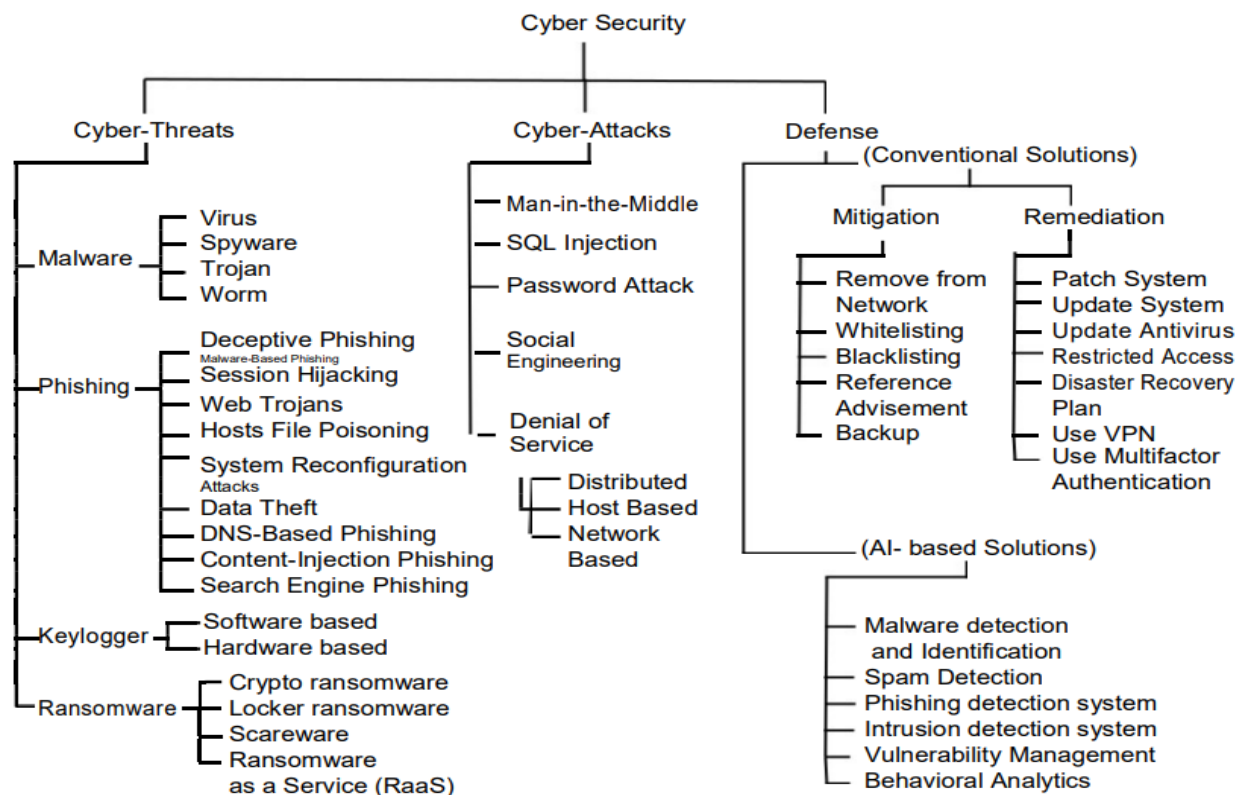 Cyber Security
Cyber-Threats
Malware
Virus
Spyware
Trojan
Worm
Phishing
Deceptive Phishing
Malware-Based Phishing
Session Hijacking
Web Trojans
Hosts File Poisoning
System Reconfiguration
Attacks
Data Theft
DNS-Based Phishing
Content-Injection Phishing
Search Engine Phishing
Keylogger
Software based
Hardware based
Ransomware
Crypto ransomware
Locker ransomware
Scareware
Ransomware
as a Service (RaaS)
Cyber-Attacks
Man-in-the-Middle
SQL Injection
Password Attack
Social
Engineering
Denial of
Service
Distributed
Host Based
Network
Based
Defense
(Conventional Solutions)
Mitigation
Remove from
Network
Whitelisting
Blacklisting
Reference
Advisement
Backup
Remediation
Patch System
Update System
Update Antivirus
Restricted Access
Disaster Recovery
Plan
Use VPN
Use Multifactor
Authentication
(AI- based Solutions)
Malware detection
and Identification
Spam Detection
Phishing detection system
Intrusion detection system
Vulnerability Management
Behavioral Analytics